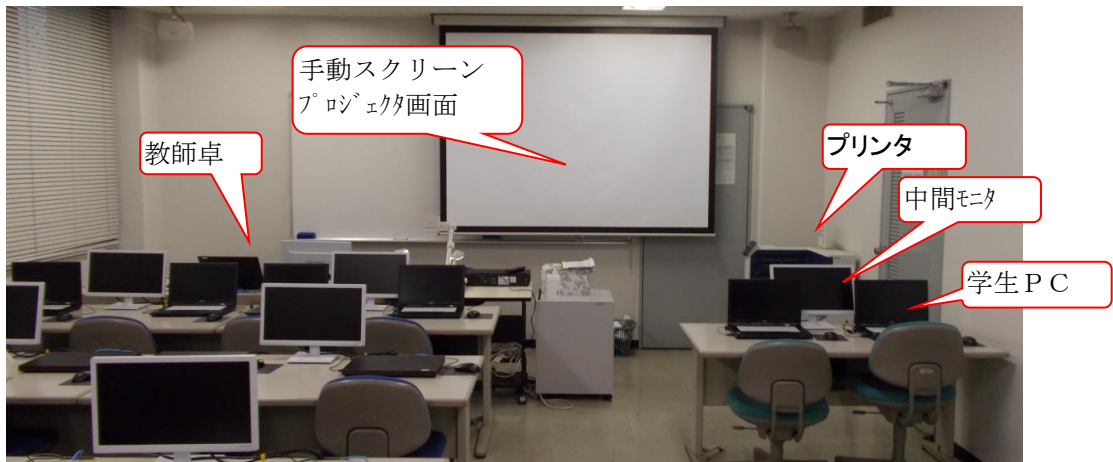 手動スクリーン
ﾌﾟﾛｼﾞｪｸﾀ画面
教師卓
プリンタ
中間ﾓﾆﾀ
学生ＰＣ